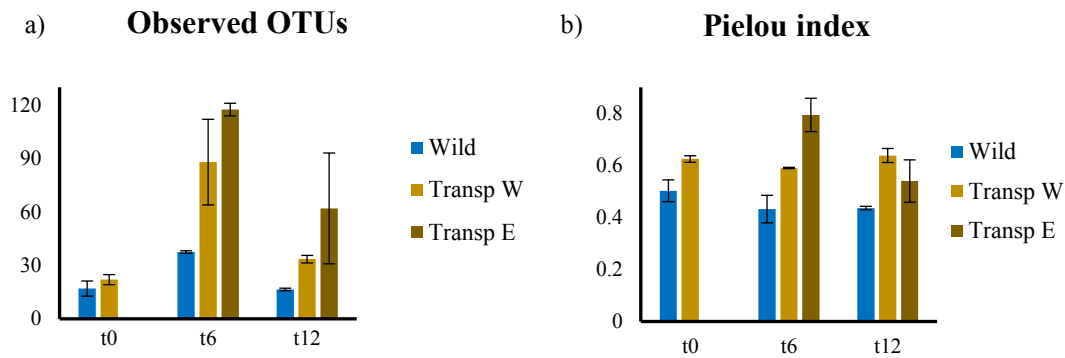 a) Observed OTUs
120
90
60
30
0
t0 t6 t12
Wild
Transp W
Transp E
b) Pielou index
0.8
0.6
0.4
0.2
0
t0 t6 t12
Wild
Transp W
Transp E